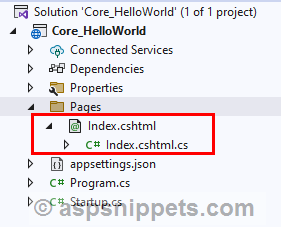 Solution 'Core_HelloWorld' (1 of 1 project)
Core_HelloWorld
Connected Services
Dependencies
Properties
Pages
Index.cshtml
C# Index.cshtml.cs
appsettings.json
C# Program.cs
C# Startup.cs
© aspsnippets.com